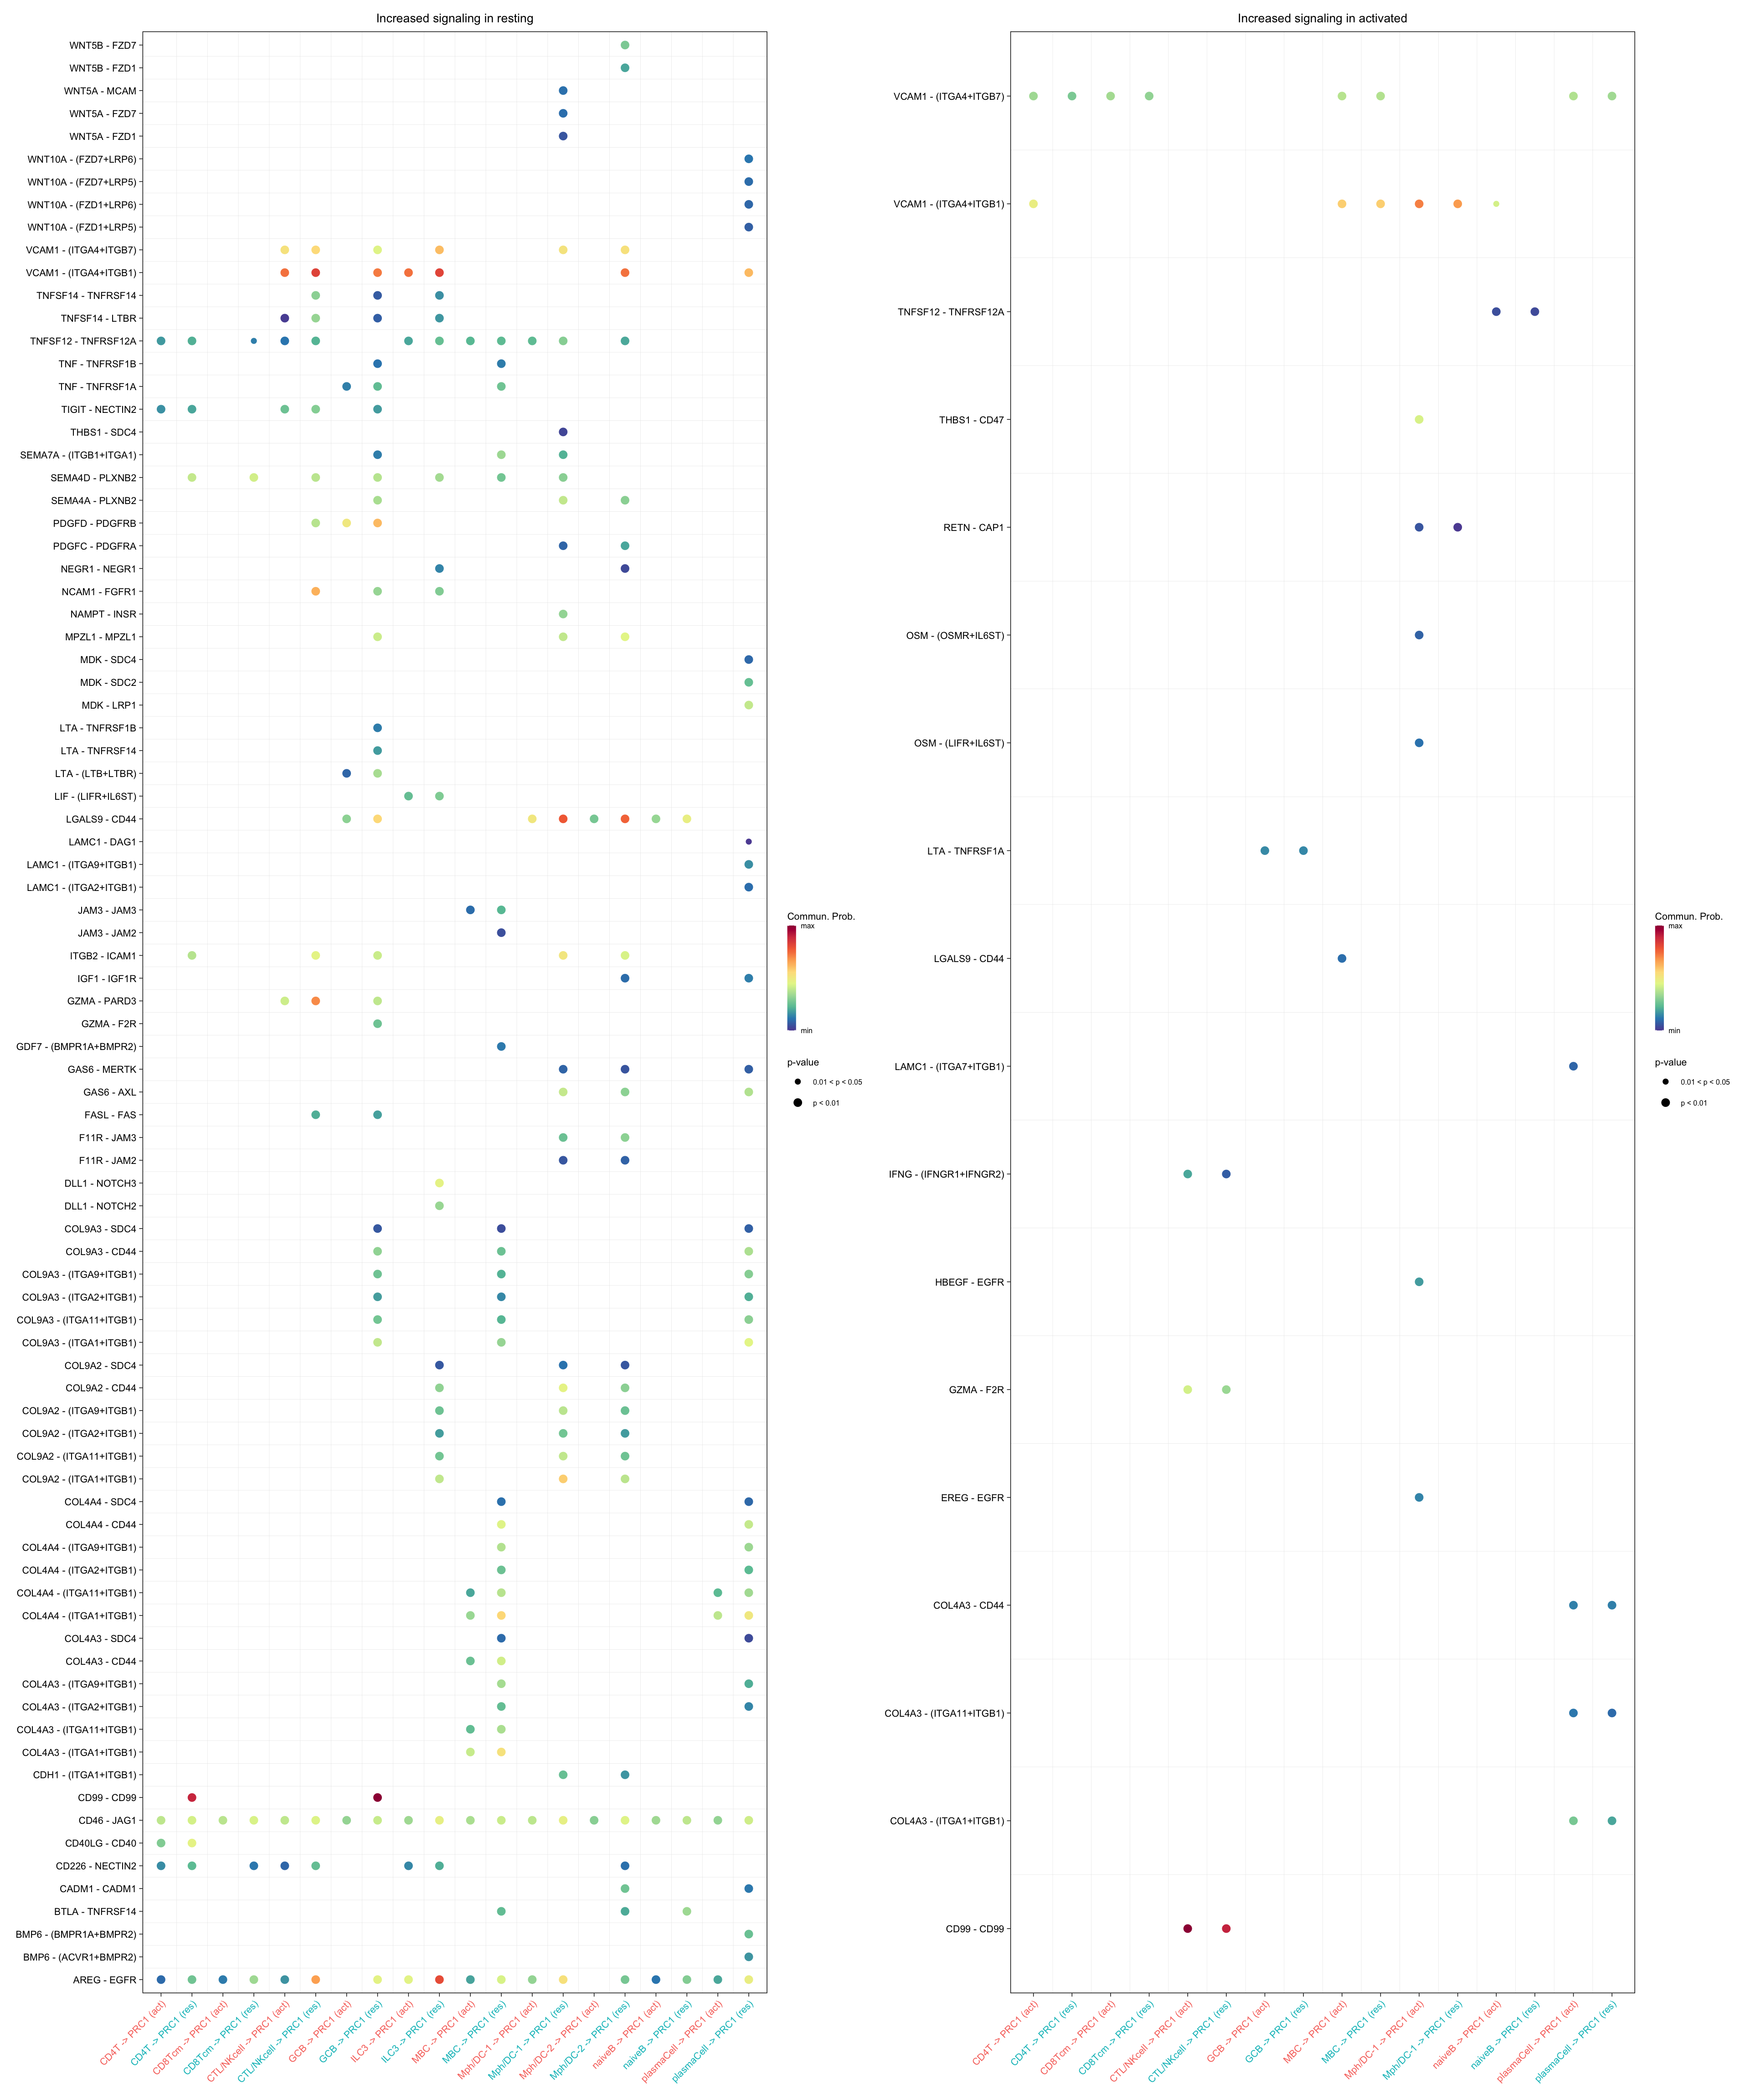 Increased signaling in resting
WNT5B - FZD7
WNT5B - FZD1
WNT5A - MCAM
WNT5A - FZD7
WNT5A - FZD1
WNT10A - (FZD7+LRP6)
WNT10A - (FZD7+LRP5)
WNT10A - (FZD1+LRP6)
WNT10A - (FZD1+LRP5)
VCAM1 - (ITGA4+ITGB7)
VCAM1 - (ITGA4+ITGB1)
TNFSF14 - TNFRSF14
TNFSF14 - LTBR
TNFSF12 - TNFRSF12A
TNF - TNFRSF1B
TNF - TNFRSF1A
TIGIT - NECTIN2
THBS1 - SDC4
SEMA7A - (ITGB1+ITGA1)
SEMA4D - PLXNB2
SEMA4A - PLXNB2
PDGFD - PDGFRB
PDGFC - PDGFRA
NEGR1 - NEGR1
NCAM1 - FGFR1
NAMPT - INSR
MPZL1 - MPZL1
MDK - SDC4
MDK - SDC2
MDK - LRP1
LTA - TNFRSF1B
LTA - TNFRSF14
LTA - (LTB+LTBR)
LIF - (LIFR+IL6ST)
LGALS9 - CD44
LAMC1 - DAG1
LAMC1 - (ITGA9+ITGB1)
LAMC1 - (ITGA2+ITGB1)
JAM3 - JAM3
JAM3 - JAM2
ITGB2 - ICAM1
IGF1 - IGF1R
GZMA - PARD3
GZMA - F2R
GDF7 - (BMPR1A+BMPR2)
GAS6 - MERTK
GAS6 - AXL
FASL - FAS
F11R - JAM3
F11R - JAM2
DLL1 - NOTCH3
DLL1 - NOTCH2
COL9A3 - SDC4
COL9A3 - CD44
COL9A3 - (ITGA9+ITGB1)
COL9A3 - (ITGA2+ITGB1)
COL9A3 - (ITGA11+ITGB1)
COL9A3 - (ITGA1+ITGB1)
COL9A2 - SDC4
COL9A2 - CD44
COL9A2 - (ITGA9+ITGB1)
COL9A2 - (ITGA2+ITGB1)
COL9A2 - (ITGA11+ITGB1)
COL9A2 - (ITGA1+ITGB1)
COL4A4 - SDC4
COL4A4 - CD44
COL4A4 - (ITGA9+ITGB1)
COL4A4 - (ITGA2+ITGB1)
COL4A4 - (ITGA11+ITGB1)
COL4A4 - (ITGA1+ITGB1)
COL4A3 - SDC4
COL4A3 - CD44
COL4A3 - (ITGA9+ITGB1)
COL4A3 - (ITGA2+ITGB1)
COL4A3 - (ITGA11+ITGB1)
COL4A3 - (ITGA1+ITGB1)
CDH1 - (ITGA1+ITGB1)
CD99 - CD99
CD46 - JAG1
CD40LG - CD40
CD226 - NECTIN2
CADM1 - CADM1
BTLA - TNFRSF14
BMP6 - (BMPR1A+BMPR2)
BMP6 - (ACVR1+BMPR2)
AREG - EGFR
CD4T -> PRC1 (act)
CD4T -> PRC1 (res)
CD8Tcm -> PRC1 (act)
CD8Tcm -> PRC1 (res)
CTL/NKcell -> PRC1 (act)
CTL/NKcell -> PRC1 (res)
GCB -> PRC1 (act)
GCB -> PRC1 (res)
ILC3 -> PRC1 (act)
ILC3 -> PRC1 (res)
MBC -> PRC1 (act)
MBC -> PRC1 (res)
Mph/DC-1 -> PRC1 (act)
Mph/DC-1 -> PRC1 (res)
Mph/DC-2 -> PRC1 (act)
Mph/DC-2 -> PRC1 (res)
naiveB -> PRC1 (act)
naiveB -> PRC1 (res)
plasmaCell -> PRC1 (act)
plasmaCell -> PRC1 (res)
Commun. Prob.
max
min
p-value
0.01 < p < 0.05
p < 0.01
Increased signaling in activated
VCAM1 - (ITGA4+ITGB7)
VCAM1 - (ITGA4+ITGB1)
TNFSF12 - TNFRSF12A
THBS1 - CD47
RETN - CAP1
OSM - (OSMR+IL6ST)
OSM - (LIFR+IL6ST)
LTA - TNFRSF1A
LGALS9 - CD44
LAMC1 - (ITGA7+ITGB1)
IFNG - (IFNGR1+IFNGR2)
HBEGF - EGFR
GZMA - F2R
EREG - EGFR
COL4A3 - CD44
COL4A3 - (ITGA11+ITGB1)
COL4A3 - (ITGA1+ITGB1)
CD99 - CD99
CD4T -> PRC1 (act)
CD4T -> PRC1 (res)
CD8Tcm -> PRC1 (act)
CD8Tcm -> PRC1 (res)
CTL/NKcell -> PRC1 (act)
CTL/NKcell -> PRC1 (res)
GCB -> PRC1 (act)
GCB -> PRC1 (res)
MBC -> PRC1 (act)
MBC -> PRC1 (res)
Mph/DC-1 -> PRC1 (act)
Mph/DC-1 -> PRC1 (res)
naiveB -> PRC1 (act)
naiveB -> PRC1 (res)
plasmaCell -> PRC1 (act)
plasmaCell -> PRC1 (res)
Commun. Prob.
max
min
p-value
0.01 < p < 0.05
p < 0.01